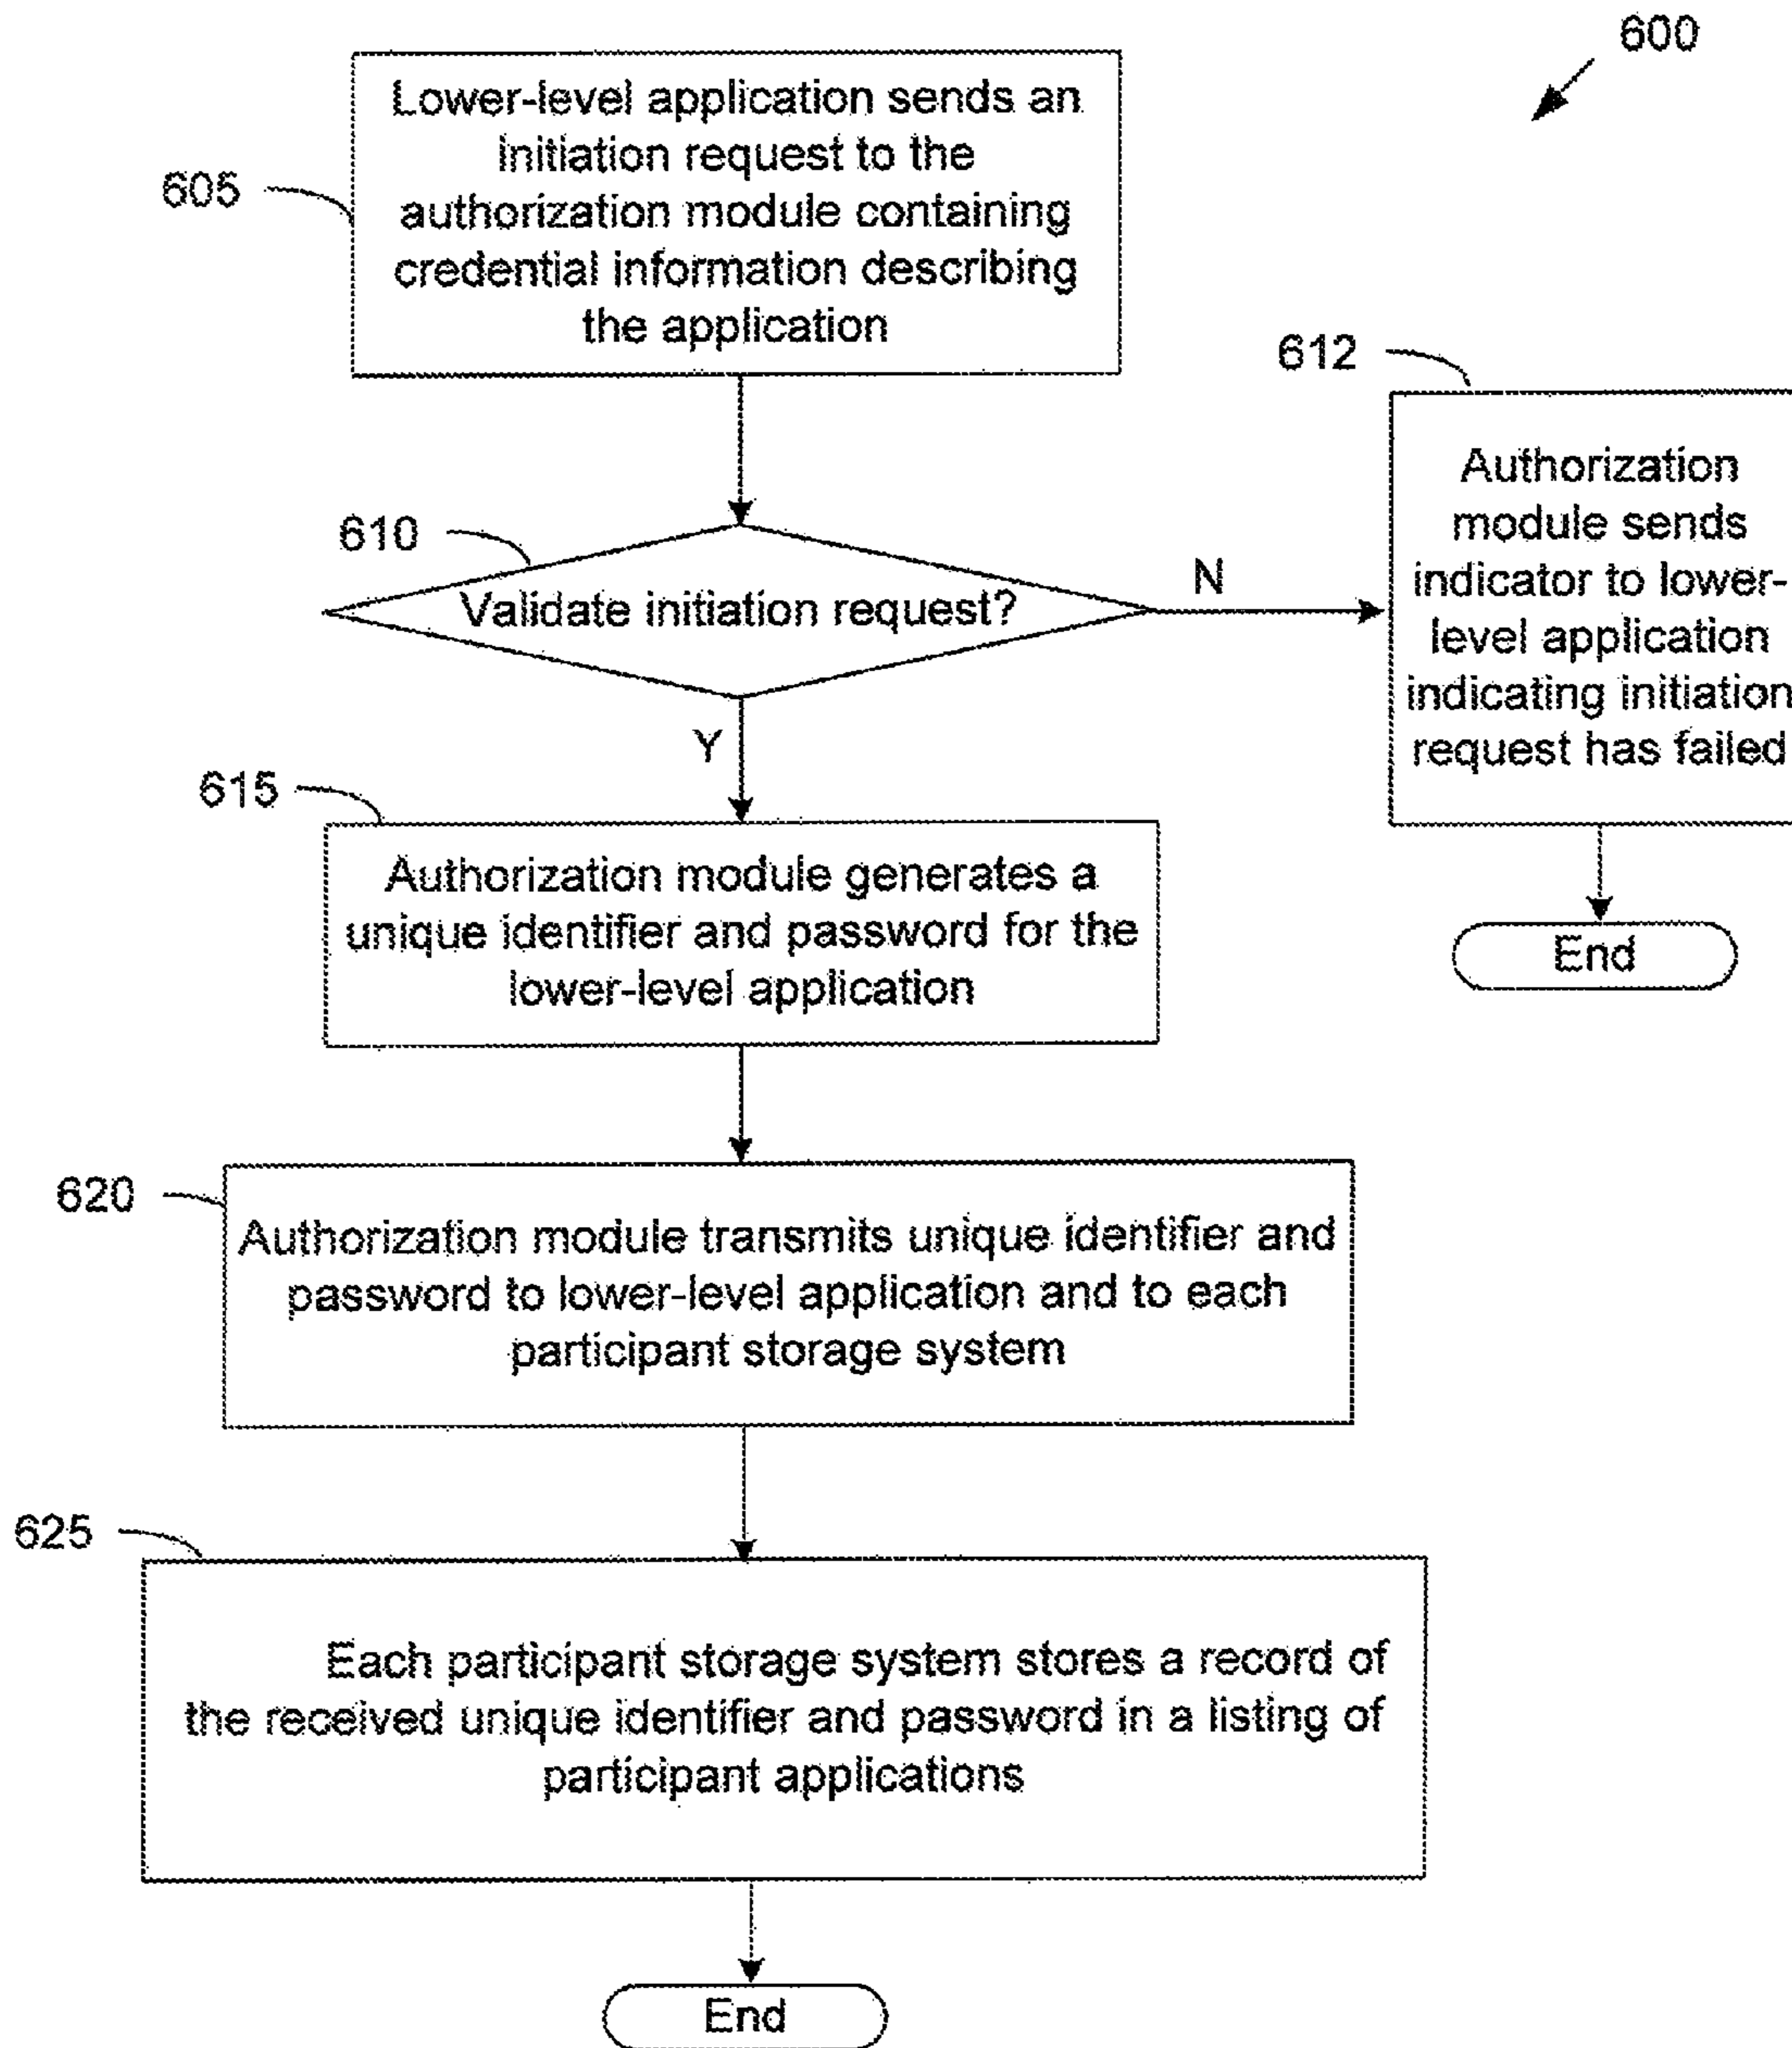 600
605
Lower-level application sends an
initiation request to the
authorization module containing
credential information describing
the application
612
Authorization
module sends
indicator to lower-
level application
indicating initiation
request has failed
End
610
Validate initiation request?
N
Y
615
Authorization module generates a
unique identifier and password for the
lower-level application
620
Authorization module transmits unique identifier and
password to lower-level application and to each
participant storage system
625
Each participant storage system stores a record of
the received unique identifier and password in a listing of
participant applications
End